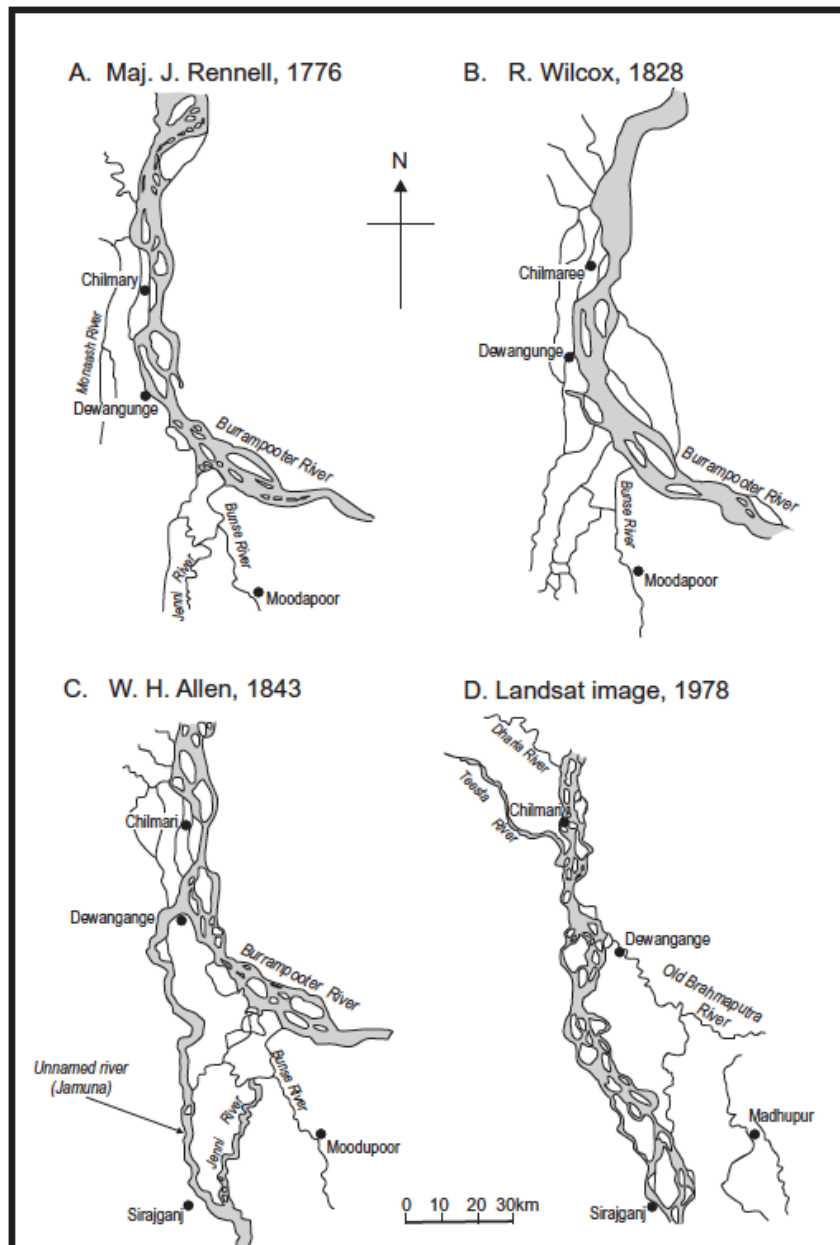 A. Maj. J. Rennell, 1776
Chilmary
Monaash River
Dewangunge
Burrampooter River
Bunse River
Jenni River
Moodapoor
N
B. R. Wilcox, 1828
Chilmaree
Dewangunge
Burrampooter River
Bunse River
Moodapoor
C. W. H. Allen, 1843
Chilmari
Dewangange
Burrampooter River
Unnamed river
(Jamuna)
Bunse River
Jenni River
Moodupoor
Sirajganj
0 10 20 30km
D. Landsat image, 1978
Dharla River
Teesta River
Chilmari
Dewangange
Old Brahmaputra
River
Madhupur
Sirajganj